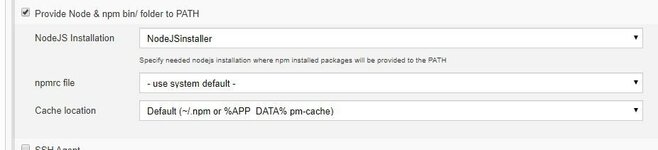 Provide Node & npm bin/ folder to PATH
NodeJS Installation
NodeJSinstaller
Specify needed nodejs installation where npm installed packages will be provided to the PATH
npmrc file
- use system default -
Cache location
Default (~/.npm or %APP_DATA% pm-cache)
SSH Agent